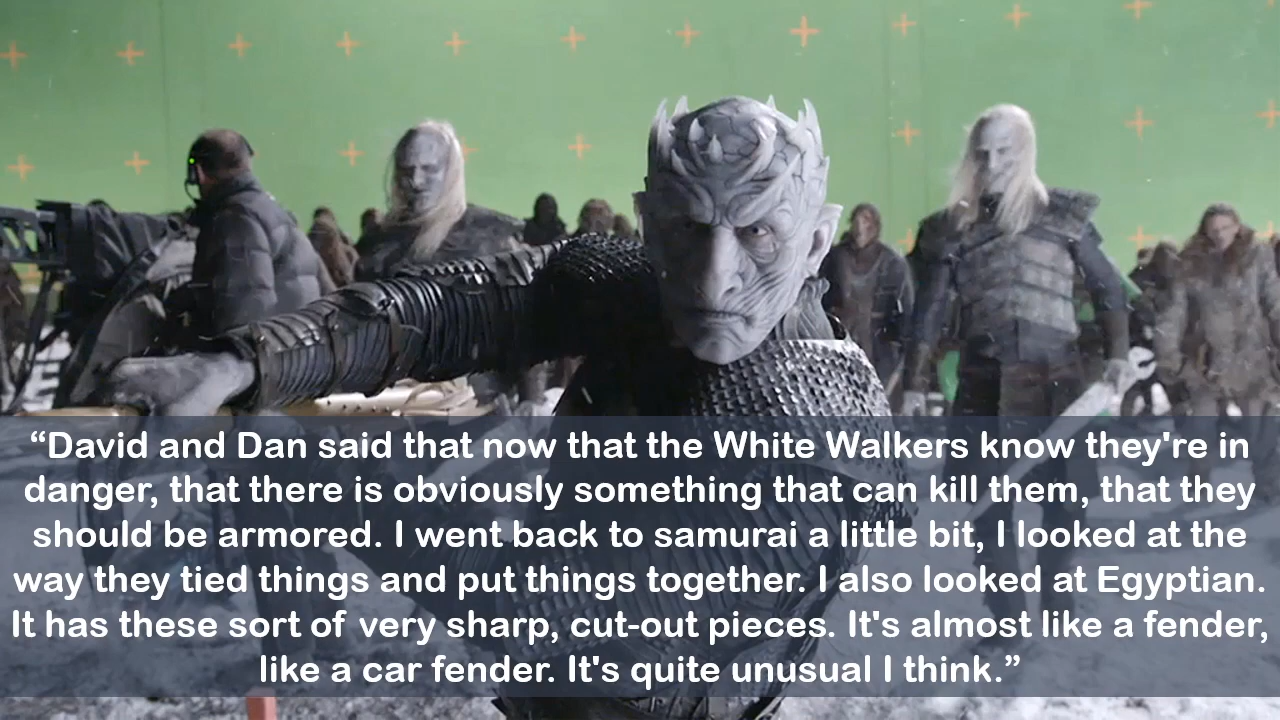 “David and Dan said that now that the White Walkers know they're in
danger, that there is obviously something that can kill them, that they
should be armored. I went back to samurai a little bit, I looked at the
way they tied things and put things together. I also looked at Egyptian.
It has these sort of very sharp, cut-out pieces. It's almost like a fender,
like a car fender. It's quite unusual I think.”